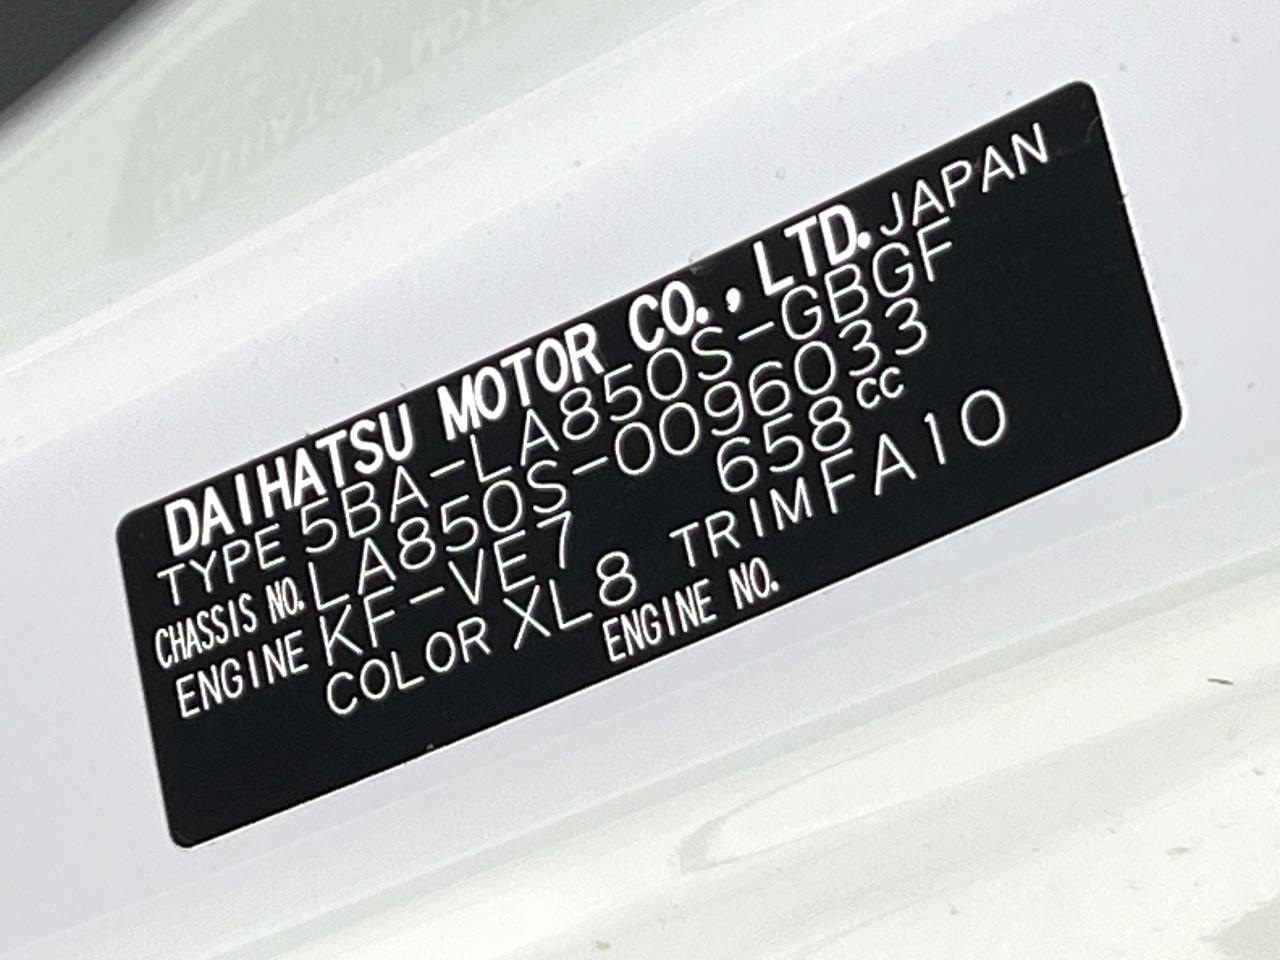 DAIHATSU MOTOR CO., LTD. JAPAN
TYPE 5BA-LA850S-GBGF
CHASSIS NO. LA850S-0096033
ENGINE KF-VE7 658cc
COLOR XL8 TRIM FA10
ENGINE NO.